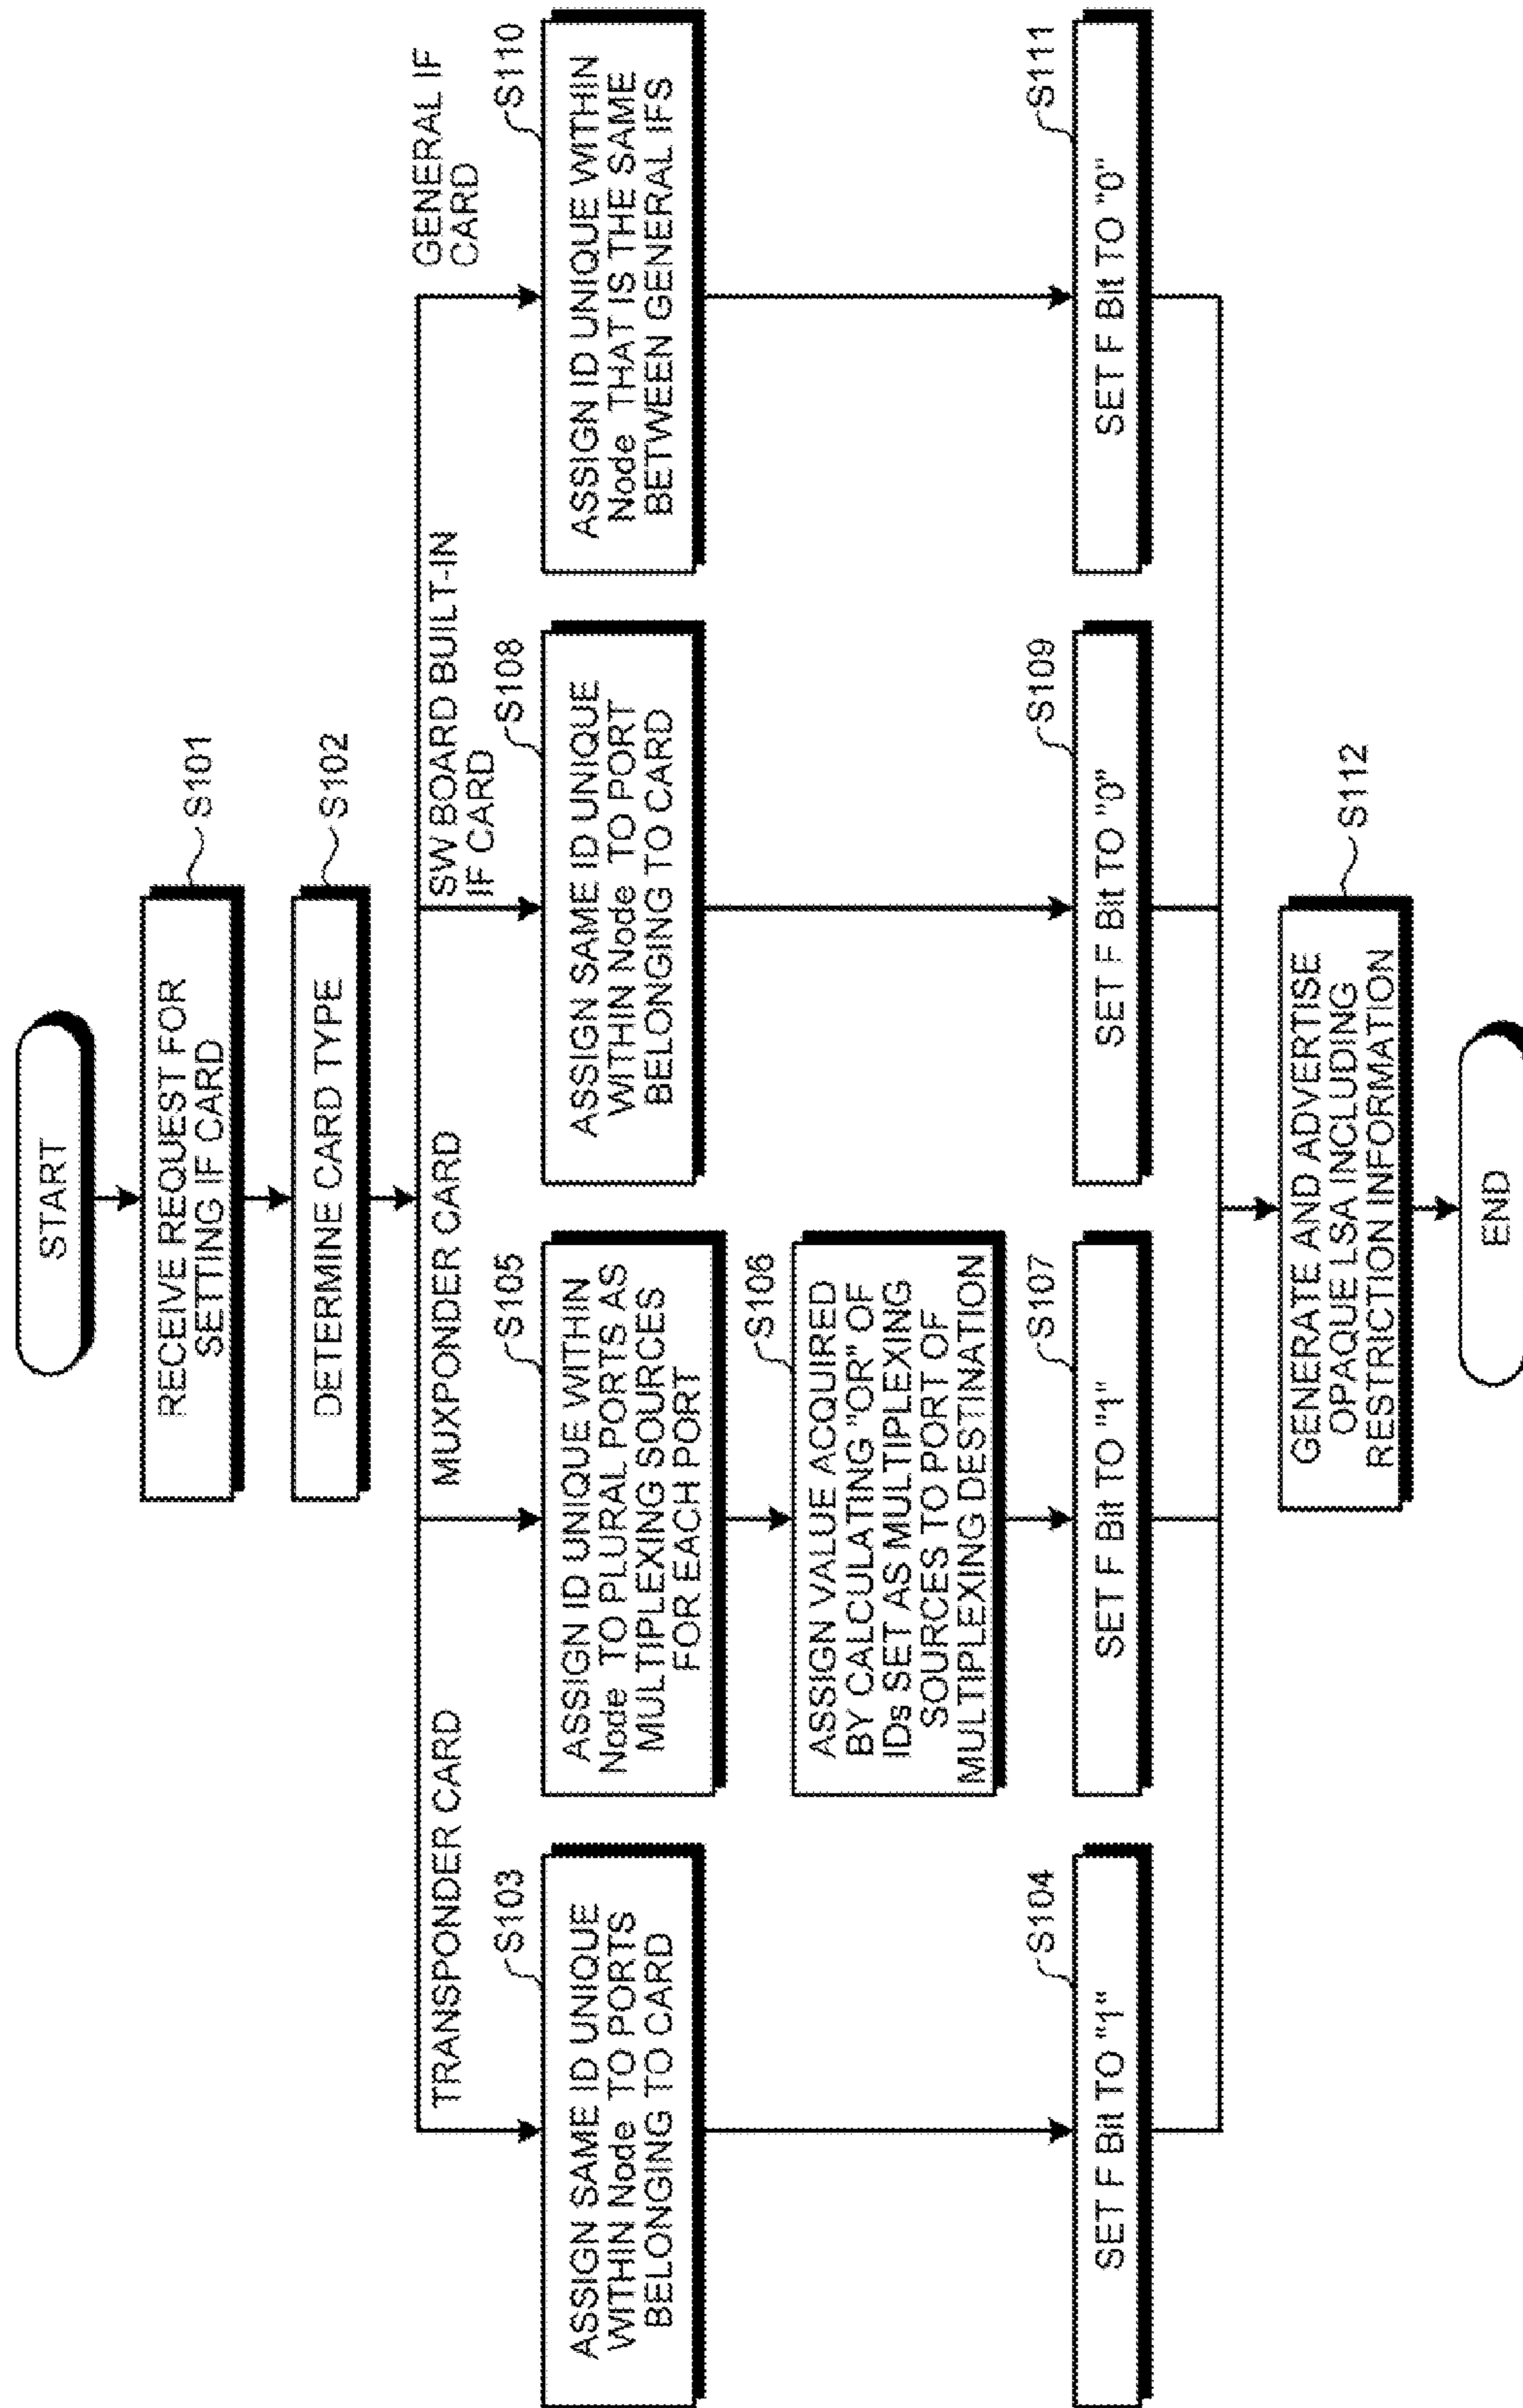 START
RECEIVE REQUEST FOR
SETTING IF CARD
S101
DETERMINE CARD TYPE
S102
TRANSPONDER CARD
MUXPONDER CARD
SW BOARD BUILT-IN
IF CARD
GENERAL IF
CARD
S103
ASSIGN SAME ID UNIQUE
WITHIN Node TO PORTS
BELONGING TO CARD
S105
ASSIGN ID UNIQUE WITHIN
Node TO PLURAL PORTS AS
MULTIPLEXING SOURCES
FOR EACH PORT
S108
ASSIGN SAME ID UNIQUE
WITHIN Node TO PORT
BELONGING TO CARD
S110
ASSIGN ID UNIQUE WITHIN
Node THAT IS THE SAME
BETWEEN GENERAL IFS
S106
ASSIGN VALUE ACQUIRED
BY CALCULATING "OR" OF
IDs SET AS MULTIPLEXING
SOURCES TO PORT OF
MULTIPLEXING DESTINATION
S104
SET F Bit TO "1"
S107
SET F Bit TO "1"
S109
SET F Bit TO "0"
S111
SET F Bit TO "0"
S112
GENERATE AND ADVERTISE
OPAQUE LSA INCLUDING
RESTRICTION INFORMATION
END